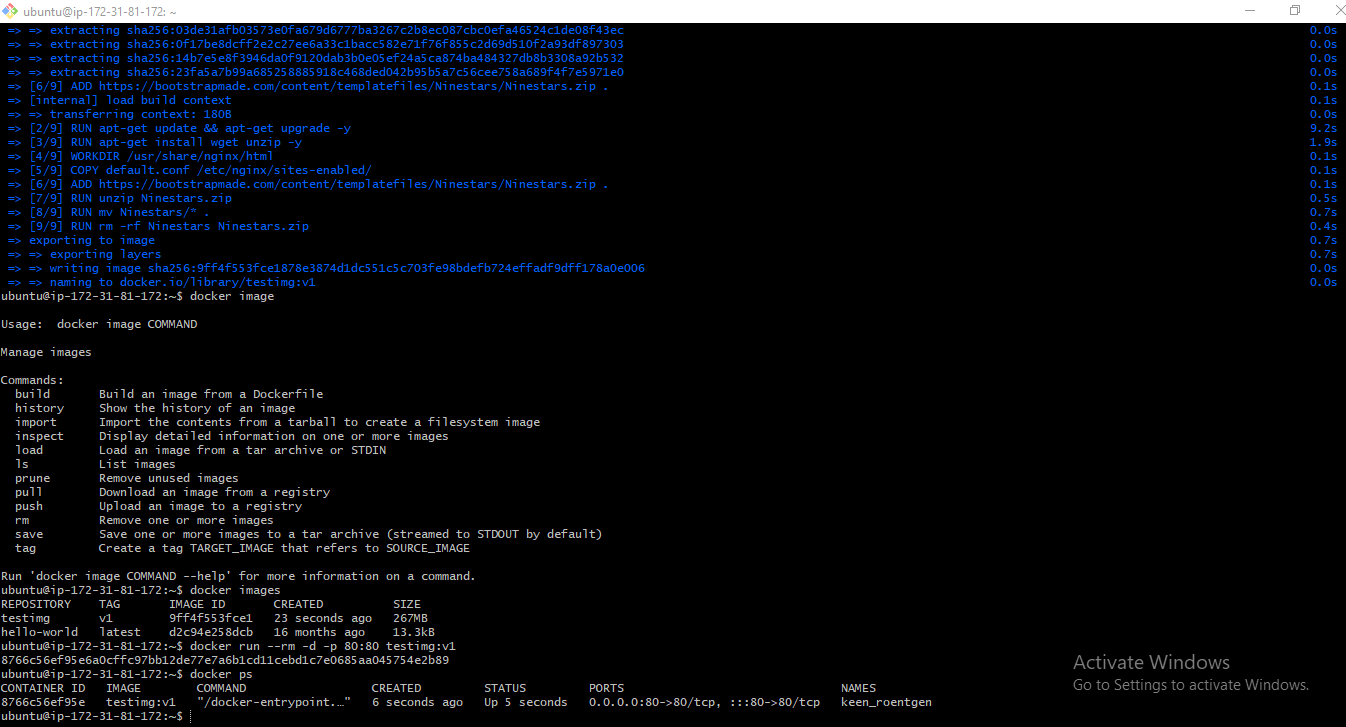 ubuntu@ip-172-31-81-172: ~
=> => extracting sha256:03de31afb03573e0fa679d6777ba3267c2b8ec087cbc0efa46524c1de08f43ec 0.0s
=> => extracting sha256:0f17be8dcff2e2c27ee6a33c1bacc582e71f76f855c2d69d510f2a93df897303 0.0s
=> => extracting sha256:14b7e5e8f3946da0f9120dab3b0e05ef24a5ca874ba484327db8b3308a92b532 0.0s
=> => extracting sha256:23fa5a7b99a685258885918c468ded042b95b5a7c56cee758a689f4f7e5971e0 0.0s
=> [6/9] ADD https://bootstrapmade.com/content/templatefiles/Ninestars/Ninestars.zip . 0.1s
=> [internal] load build context 0.1s
=> => transferring context: 180B 0.0s
=> [2/9] RUN apt-get update && apt-get upgrade -y 9.2s
=> [3/9] RUN apt-get install wget unzip -y 1.9s
=> [4/9] WORKDIR /usr/share/nginx/html 0.1s
=> [5/9] COPY default.conf /etc/nginx/sites-enabled/ 0.1s
=> [6/9] ADD https://bootstrapmade.com/content/templatefiles/Ninestars/Ninestars.zip . 0.1s
=> [7/9] RUN unzip Ninestars.zip 0.5s
=> [8/9] RUN mv Ninestars/* . 0.7s
=> [9/9] RUN rm -rf Ninestars Ninestars.zip 0.4s
=> exporting to image 0.7s
=> => exporting layers 0.7s
=> => writing image sha256:9ff4f553fce1878e3874d1dc551c5c703fe98bdefb724effadf9dff178a0e006 0.0s
=> => naming to docker.io/library/testimg:v1 0.0s
ubuntu@ip-172-31-81-172:~$ docker image
Usage:  docker image COMMAND
Manage images
Commands:
build Build an image from a Dockerfile
history Show the history of an image
import Import the contents from a tarball to create a filesystem image
inspect Display detailed information on one or more images
load Load an image from a tar archive or STDIN
ls List images
prune Remove unused images
pull Download an image from a registry
push Upload an image to a registry
rm Remove one or more images
save Save one or more images to a tar archive (streamed to STDOUT by default)
tag Create a tag TARGET_IMAGE that refers to SOURCE_IMAGE
Run 'docker image COMMAND --help' for more information on a command.
ubuntu@ip-172-31-81-172:~$ docker images
REPOSITORY TAG IMAGE ID CREATED SIZE
testimg v1 9ff4f553fce1 23 seconds ago 267MB
hello-world latest d2c94e258dcb 16 months ago 13.3kB
ubuntu@ip-172-31-81-172:~$ docker run --rm -d -p 80:80 testimg:v1
8766c56ef95e6a0cffc97bb12de77e7a6b1cd11cebd1c7e0685aa045754e2b89
ubuntu@ip-172-31-81-172:~$ docker ps
CONTAINER ID IMAGE COMMAND CREATED STATUS PORTS NAMES
8766c56ef95e testimg:v1 "/docker-entrypoint.…" 6 seconds ago Up 5 seconds 0.0.0.0:80->80/tcp, :::80->80/tcp keen_roentgen
ubuntu@ip-172-31-81-172:~$
Activate Windows
Go to Settings to activate Windows.